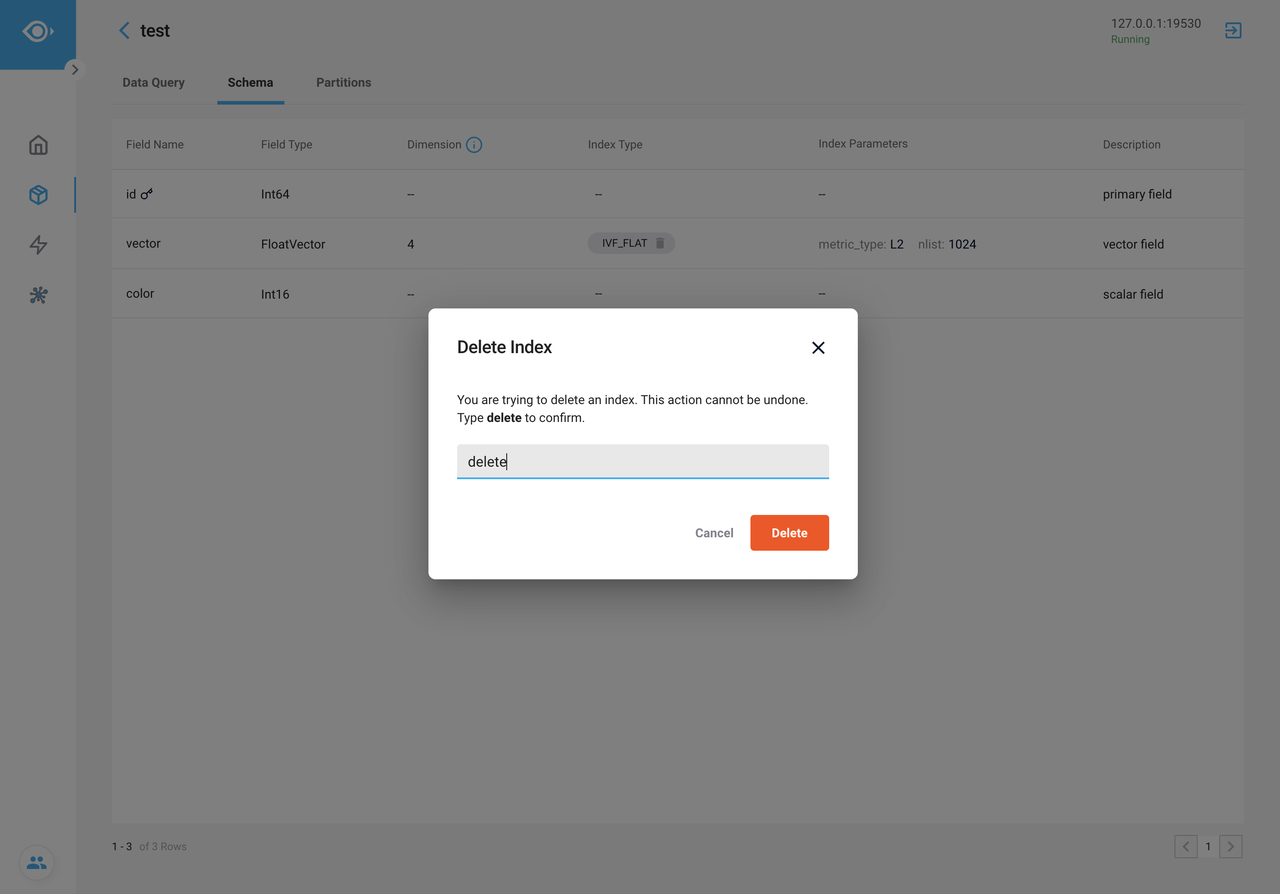 test
127.0.0.1:19530
Running
Data Query Schema Partitions
Field Name Field Type Dimension Index Type Index Parameters Description
id Int64 -- -- -- primary field
vector FloatVector 4 IVF_FLAT metric_type: L2 nlist: 1024 vector field
color Int16 -- -- -- scalar field
Delete Index
You are trying to delete an index. This action cannot be undone.
Type delete to confirm.
delete
Cancel Delete
1 - 3 of 3 Rows 1